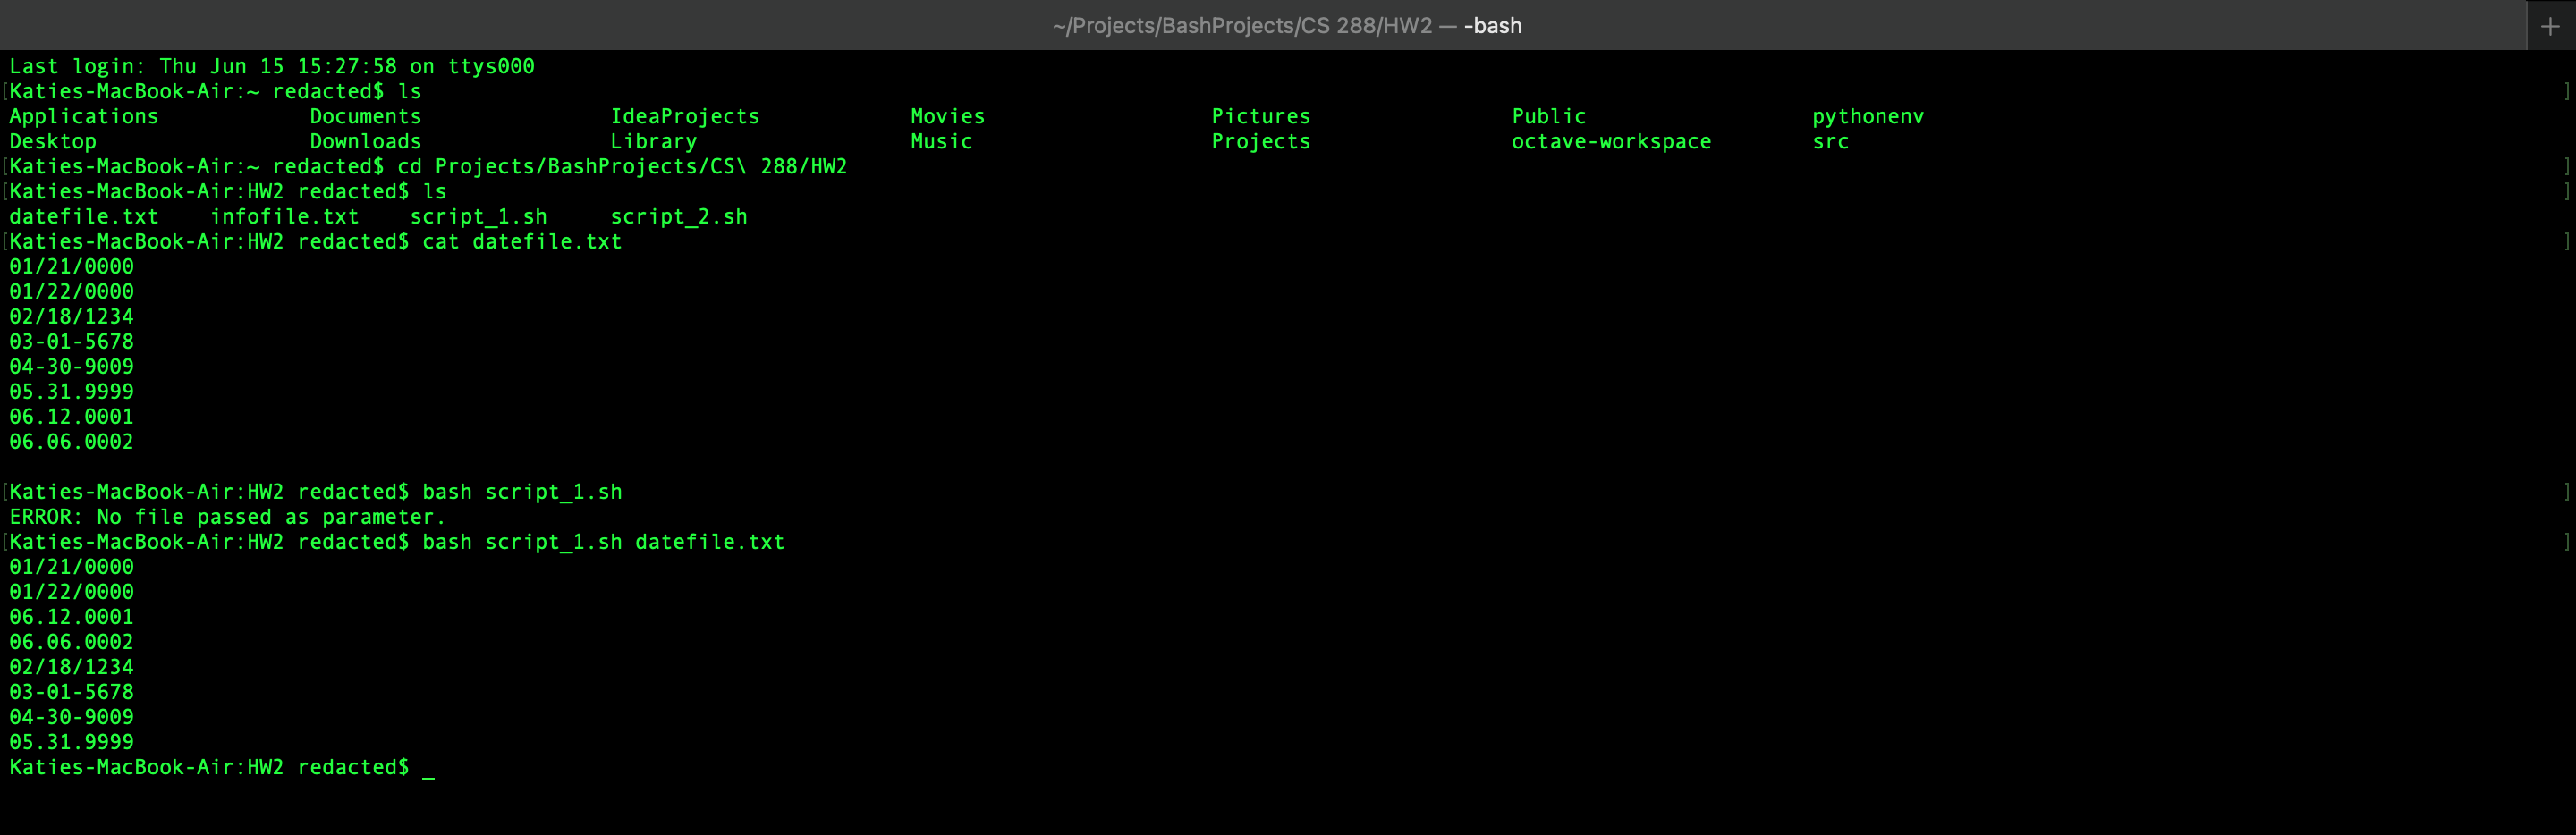 ~/Projects/BashProjects/CS 288/HW2 — -bash +
Last login: Thu Jun 15 15:27:58 on ttys000
[Katies-MacBook-Air:~ redacted$ ls ]
Applications Documents IdeaProjects Movies Pictures Public pythonenv
Desktop Downloads Library Music Projects octave-workspace src
[Katies-MacBook-Air:~ redacted$ cd Projects/BashProjects/CS\ 288/HW2 ]
[Katies-MacBook-Air:HW2 redacted$ ls ]
datefile.txt infofile.txt script_1.sh script_2.sh
[Katies-MacBook-Air:HW2 redacted$ cat datefile.txt ]
01/21/0000
01/22/0000
02/18/1234
03-01-5678
04-30-9009
05.31.9999
06.12.0001
06.06.0002
[Katies-MacBook-Air:HW2 redacted$ bash script_1.sh ]
ERROR: No file passed as parameter.
[Katies-MacBook-Air:HW2 redacted$ bash script_1.sh datefile.txt ]
01/21/0000
01/22/0000
06.12.0001
06.06.0002
02/18/1234
03-01-5678
04-30-9009
05.31.9999
Katies-MacBook-Air:HW2 redacted$ _